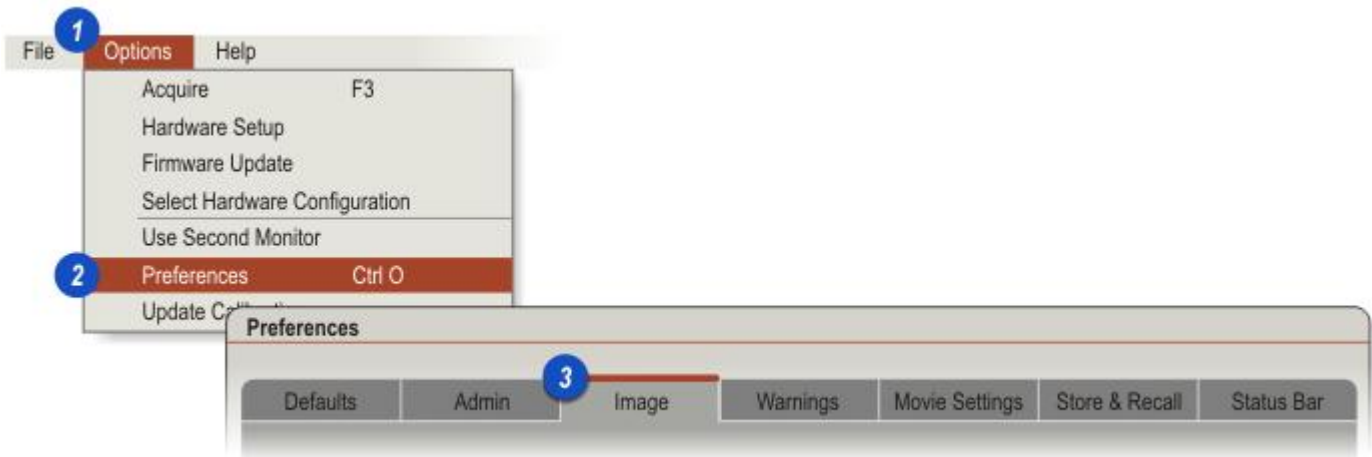 1
File Options Help
Acquire F3
Hardware Setup
Firmware Update
Select Hardware Configuration
Use Second Monitor
2 Preferences Ctrl O
Update
Preferences
3
Defaults Admin Image Warnings Movie Settings Store & Recall Status Bar